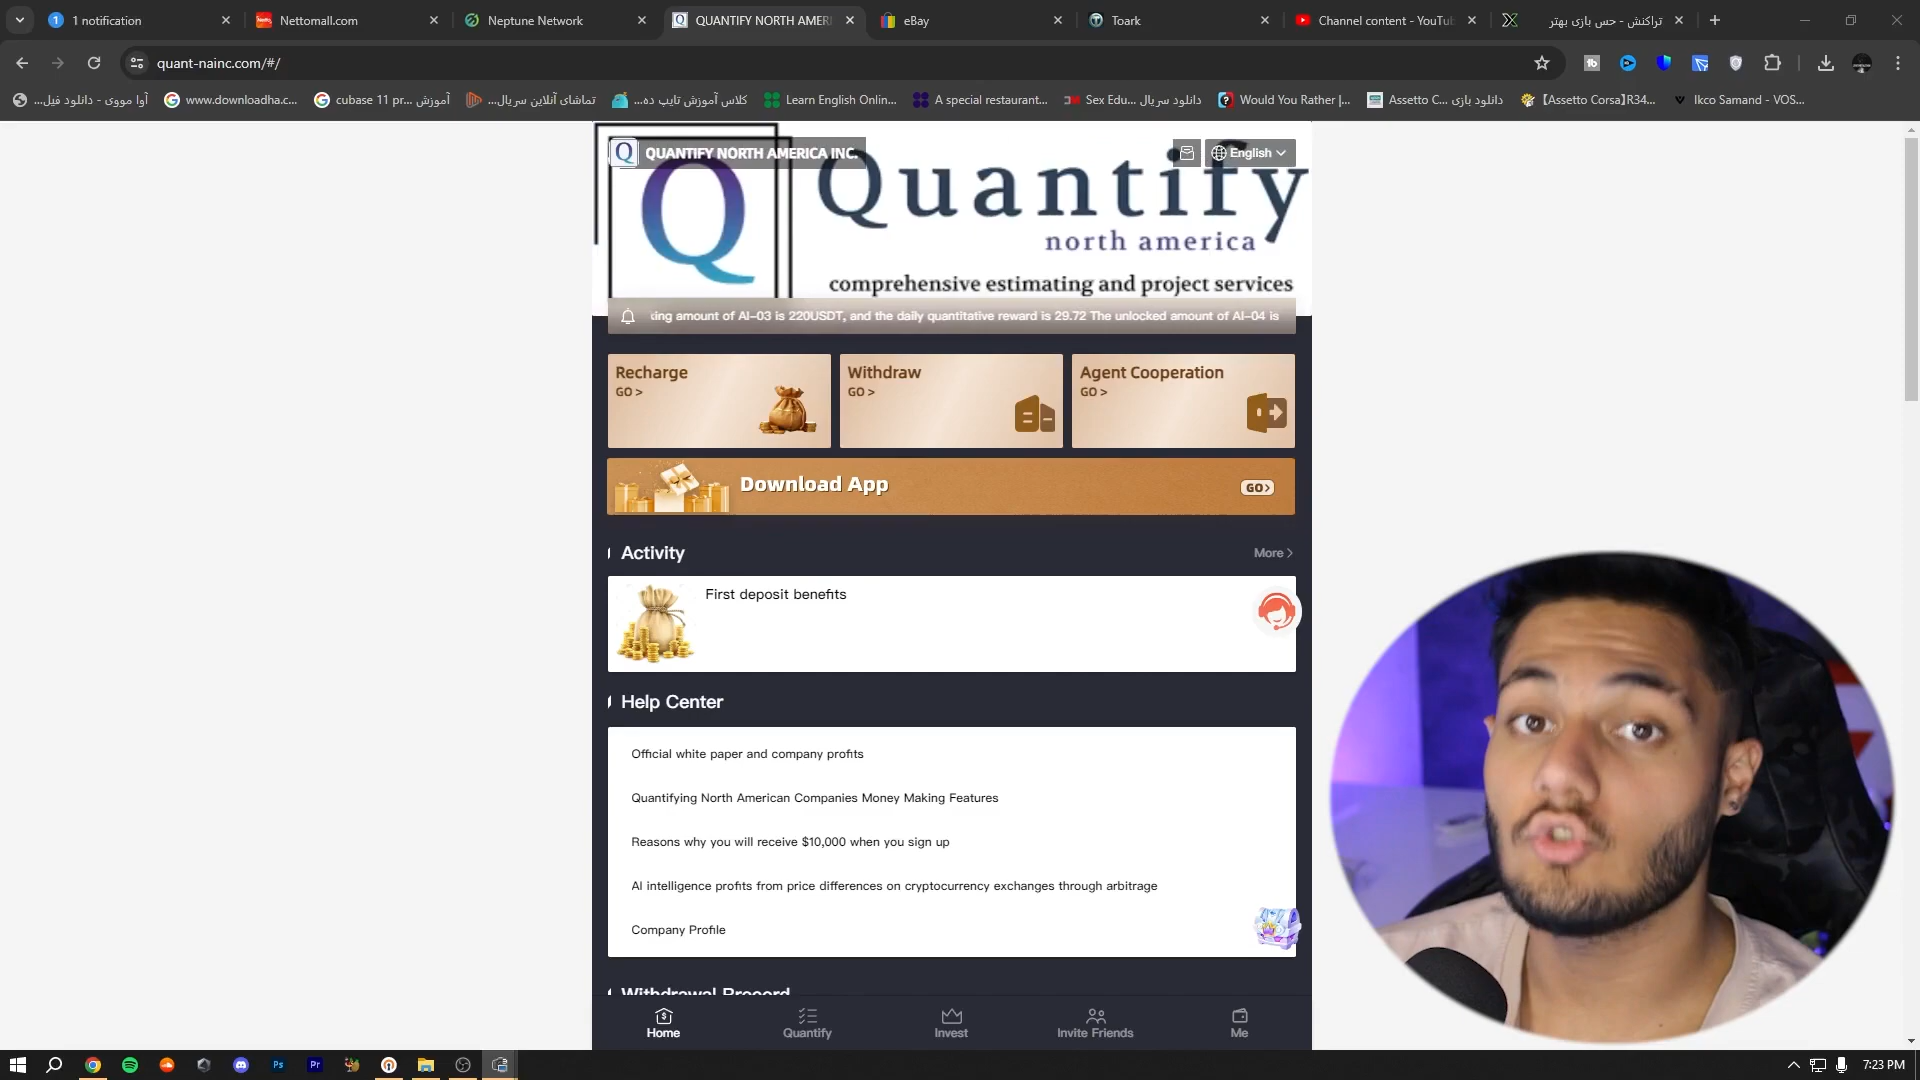 1 notification
Nettomall.com
Neptune Network
QUANTIFY NORTH AMERI
eBay
Toark
Channel content - YouTu
تراکنش - حس بازی بهتر
quant-nainc.com/#/
آوا مووی - دانلود فیل...
www.downloadha.c...
آموزش cubase 11 pr...
تماشای آنلاین سریال...
کلاس آموزش تایپ ده...
Learn English Onlin...
A special restaurant...
دانلود سریال Sex Edu...
Would You Rather |...
دانلود بازی Assetto C...
【Assetto Corsa】R34...
Ikco Samand - VOS...
Q
QUANTIFY NORTH AMERICA INC.
English
Q
Quantify
north america
comprehensive estimating and project services
king amount of AI-03 is 220USDT, and the daily quantitative reward is 29.72 The unlocked amount of AI-04 is
Recharge
GO >
Withdraw
GO >
Agent Cooperation
GO >
Download App
GO>
Activity
More >
First deposit benefits
Help Center
Official white paper and company profits
Quantifying North American Companies Money Making Features
Reasons why you will receive $10,000 when you sign up
AI intelligence profits from price differences on cryptocurrency exchanges through arbitrage
Company Profile
Withdrawal Record
Home
Quantify
Invest
Invite Friends
Me
Ps
Pr
7:23 PM